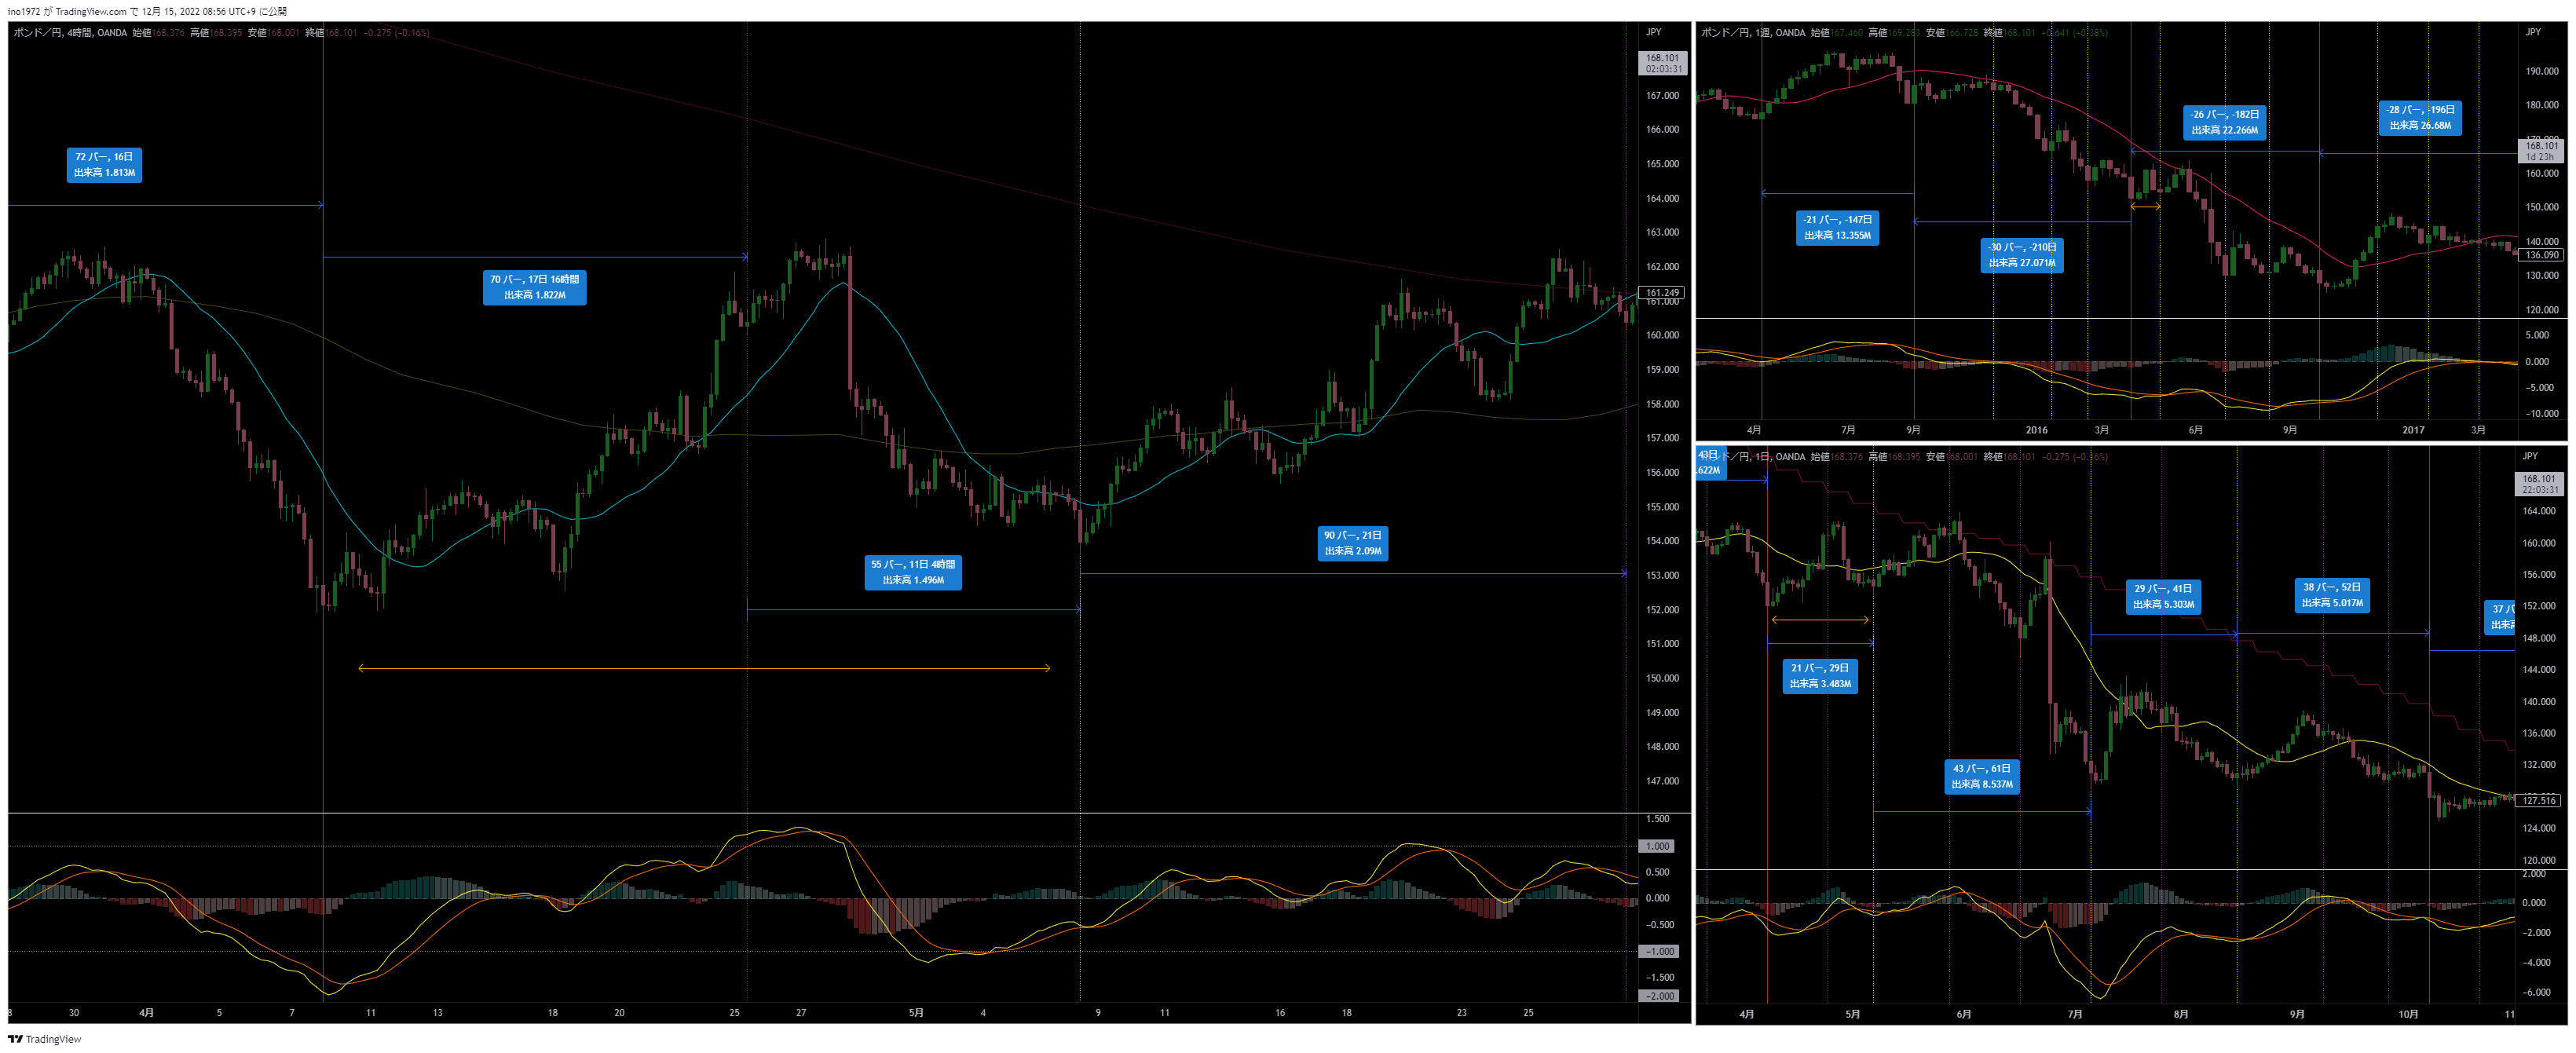 ino1972 が TradingView.com で 12月 15, 2022 08:56 UTC+9 に公開
ポンド／円, 4時間, OANDA 始値168.376 高値168.395 安値168.001 終値168.101 −0.275 (−0.16%)
JPY
168.101
02:03:31
167.000
166.000
165.000
164.000
163.000
162.000
161.249
161.000
160.000
159.000
158.000
157.000
156.000
155.000
154.000
153.000
152.000
151.000
150.000
149.000
148.000
147.000
72 バー, 16日
出来高 1.813M
70 バー, 17日 16時間
出来高 1.822M
55 バー, 11日 4時間
出来高 1.496M
90 バー, 21日
出来高 2.09M
1.500
1.000
0.500
0.000
−0.500
−1.000
−1.500
−2.000
8 30 4月 5 7 11 13 18 20 25 27 5月 4 9 11 16 18 23 25
ポンド／円, 1週, OANDA 始値167.460 高値169.283 安値166.728 終値168.101 +0.641 (+0.38%)
JPY
190.000
180.000
170.000
168.101
1d 23h
160.000
150.000
140.000
136.090
130.000
120.000
-21 バー, -147日
出来高 13.355M
-30 バー, -210日
出来高 27.071M
-26 バー, -182日
出来高 22.266M
-28 バー, -196日
出来高 26.68M
5.000
0.000
−5.000
−10.000
4月 7月 9月 2016 3月 6月 9月 2017 3月
43日
.622M
ンド／円, 1日, OANDA 始値168.376 高値168.395 安値168.001 終値168.101 −0.275 (−0.16%)
JPY
168.101
22:03:31
164.000
160.000
156.000
152.000
148.000
144.000
140.000
136.000
132.000
127.516
124.000
120.000
21 バー, 29日
出来高 3.483M
43 バー, 61日
出来高 8.537M
29 バー, 41日
出来高 5.303M
38 バー, 52日
出来高 5.017M
37 バ
出来高
2.000
0.000
−2.000
−4.000
−6.000
4月 5月 6月 7月 8月 9月 10月 11
TradingView